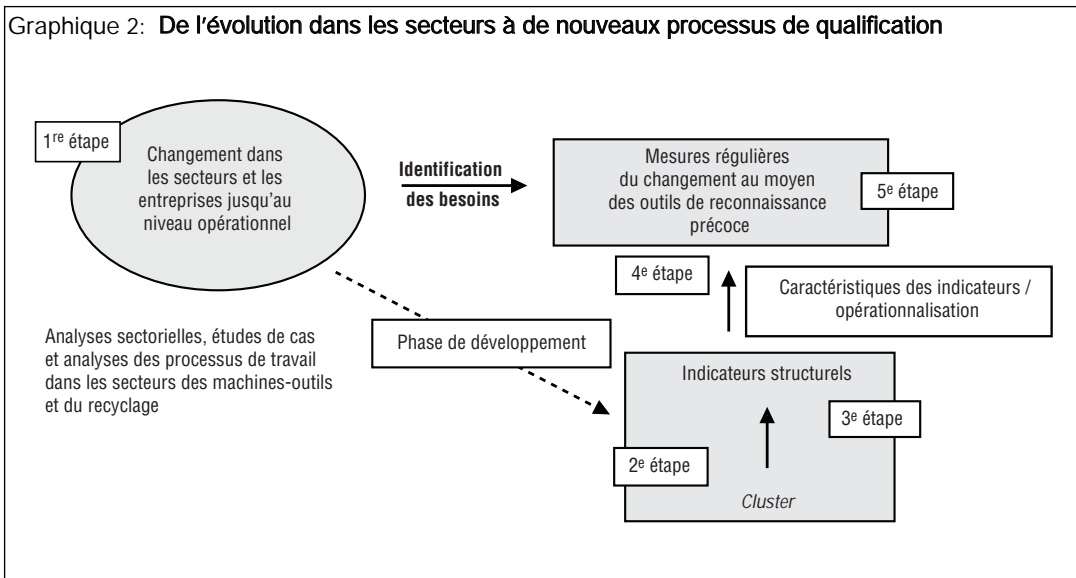 Graphique 2: De l'évolution dans les secteurs à de nouveaux processus de qualification
1re étape
Changement dans
les secteurs et les
entreprises jusqu'au
niveau opérationnel
Identification
des besoins
Mesures régulières
du changement au moyen
des outils de reconnaissance
précoce
5e étape
4e étape
Caractéristiques des indicateurs /
opérationnalisation
Analyses sectorielles, études de cas
et analyses des processus de travail
dans les secteurs des machines-outils
et du recyclage
Phase de développement
Indicateurs structurels
3e étape
2e étape
Cluster